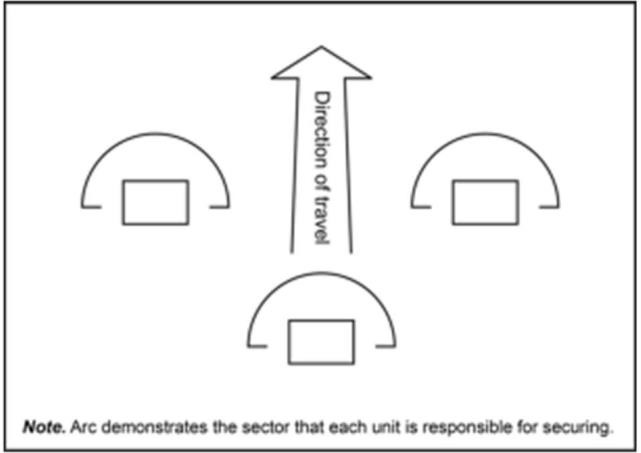 Direction of travel
Note. Arc demonstrates the sector that each unit is responsible for securing.